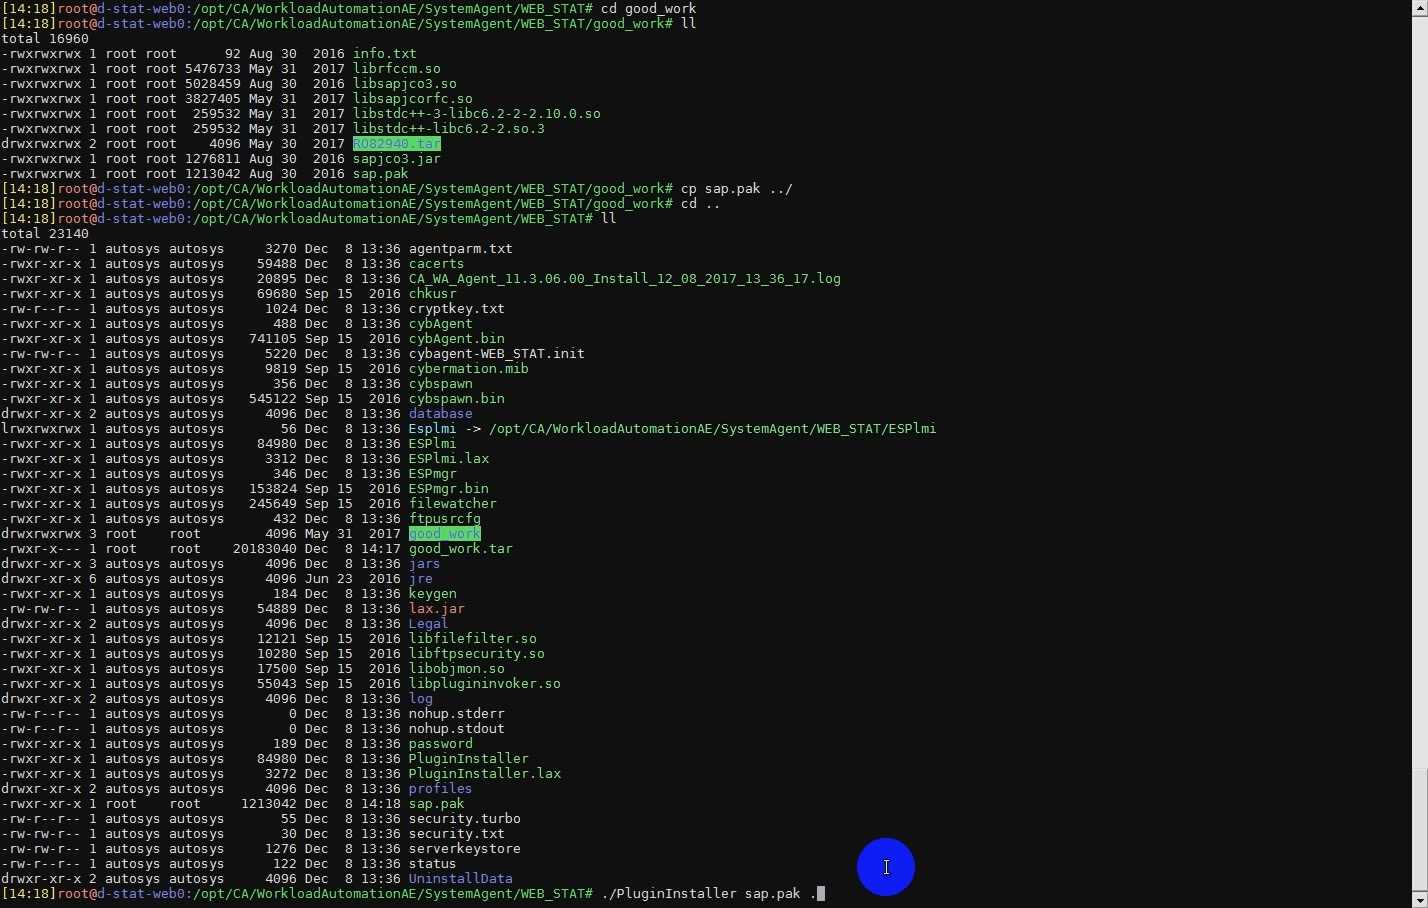 [14:18]root@d-stat-web0:/opt/CA/WorkloadAutomationAE/SystemAgent/WEB_STAT# cd good_work
[14:18]root@d-stat-web0:/opt/CA/WorkloadAutomationAE/SystemAgent/WEB_STAT/good_work# ll
total 16960
-rwxrwxrwx 1 root root      92 Aug 30  2016 info.txt
-rwxrwxrwx 1 root root 5476733 May 31  2017 librfccm.so
-rwxrwxrwx 1 root root 5028459 Aug 30  2016 libsapjco3.so
-rwxrwxrwx 1 root root 3827405 May 31  2017 libsapjcorfc.so
-rwxrwxrwx 1 root root  259532 May 31  2017 libstdc++-3-libc6.2-2-2.10.0.so
-rwxrwxrwx 1 root root  259532 May 31  2017 libstdc++-libc6.2-2.so.3
drwxrwxrwx 2 root root    4096 May 30  2017 RO82940.tar
-rwxrwxrwx 1 root root 1276811 Aug 30  2016 sapjco3.jar
-rwxrwxrwx 1 root root 1213042 Aug 30  2016 sap.pak
[14:18]root@d-stat-web0:/opt/CA/WorkloadAutomationAE/SystemAgent/WEB_STAT/good_work# cp sap.pak ../
[14:18]root@d-stat-web0:/opt/CA/WorkloadAutomationAE/SystemAgent/WEB_STAT/good_work# cd ..
[14:18]root@d-stat-web0:/opt/CA/WorkloadAutomationAE/SystemAgent/WEB_STAT# ll
total 23140
-rw-rw-r-- 1 autosys autosys     3270 Dec  8 13:36 agentparm.txt
-rwxr-xr-x 1 autosys autosys    59488 Dec  8 13:36 cacerts
-rwxr-xr-x 1 autosys autosys    20895 Dec  8 13:36 CA_WA_Agent_11.3.06.00_Install_12_08_2017_13_36_17.log
-rwxr-xr-x 1 autosys autosys    69680 Sep 15  2016 chkusr
-rw-r--r-- 1 autosys autosys     1024 Dec  8 13:36 cryptkey.txt
-rwxr-xr-x 1 autosys autosys      488 Dec  8 13:36 cybAgent
-rwxr-xr-x 1 autosys autosys   741105 Sep 15  2016 cybAgent.bin
-rw-rw-r-- 1 autosys autosys     5220 Dec  8 13:36 cybagent-WEB_STAT.init
-rwxr-xr-x 1 autosys autosys     9819 Sep 15  2016 cybermation.mib
-rwxr-xr-x 1 autosys autosys      356 Dec  8 13:36 cybspawn
-rwxr-xr-x 1 autosys autosys   545122 Sep 15  2016 cybspawn.bin
drwxr-xr-x 2 autosys autosys     4096 Dec  8 13:36 database
lrwxrwxrwx 1 autosys autosys       56 Dec  8 13:36 Esplmi -> /opt/CA/WorkloadAutomationAE/SystemAgent/WEB_STAT/ESPlmi
-rwxr-xr-x 1 autosys autosys    84980 Dec  8 13:36 ESPlmi
-rwxr-xr-x 1 autosys autosys     3312 Dec  8 13:36 ESPlmi.lax
-rwxr-xr-x 1 autosys autosys      346 Dec  8 13:36 ESPmgr
-rwxr-xr-x 1 autosys autosys   153824 Sep 15  2016 ESPmgr.bin
-rwxr-xr-x 1 autosys autosys   245649 Sep 15  2016 filewatcher
-rwxr-xr-x 1 autosys autosys      432 Dec  8 13:36 ftpusrcfg
drwxrwxrwx 3 root    root        4096 May 31  2017 good_work
-rwxr-x--- 1 root    root    20183040 Dec  8 14:17 good_work.tar
drwxr-xr-x 3 autosys autosys     4096 Dec  8 13:36 jars
drwxr-xr-x 6 autosys autosys     4096 Jun 23  2016 jre
-rwxr-xr-x 1 autosys autosys      184 Dec  8 13:36 keygen
-rw-rw-r-- 1 autosys autosys    54889 Dec  8 13:36 lax.jar
drwxr-xr-x 2 autosys autosys     4096 Dec  8 13:36 Legal
-rwxr-xr-x 1 autosys autosys    12121 Sep 15  2016 libfilefilter.so
-rwxr-xr-x 1 autosys autosys    10280 Sep 15  2016 libftpsecurity.so
-rwxr-xr-x 1 autosys autosys    17500 Sep 15  2016 libobjmon.so
-rwxr-xr-x 1 autosys autosys    55043 Sep 15  2016 libplugininvoker.so
drwxr-xr-x 2 autosys autosys     4096 Dec  8 13:36 log
-rw-r--r-- 1 autosys autosys        0 Dec  8 13:36 nohup.stderr
-rw-r--r-- 1 autosys autosys        0 Dec  8 13:36 nohup.stdout
-rwxr-xr-x 1 autosys autosys      189 Dec  8 13:36 password
-rwxr-xr-x 1 autosys autosys    84980 Dec  8 13:36 PluginInstaller
-rwxr-xr-x 1 autosys autosys     3272 Dec  8 13:36 PluginInstaller.lax
drwxr-xr-x 2 autosys autosys     4096 Dec  8 13:36 profiles
-rwxr-xr-x 1 root    root     1213042 Dec  8 14:18 sap.pak
-rw-r--r-- 1 autosys autosys       55 Dec  8 13:36 security.turbo
-rw-rw-r-- 1 autosys autosys       30 Dec  8 13:36 security.txt
-rw-rw-r-- 1 autosys autosys     1276 Dec  8 13:36 serverkeystore
-rw-r--r-- 1 autosys autosys      122 Dec  8 13:36 status
drwxr-xr-x 2 autosys autosys     4096 Dec  8 13:36 UninstallData
[14:18]root@d-stat-web0:/opt/CA/WorkloadAutomationAE/SystemAgent/WEB_STAT# ./PluginInstaller sap.pak .